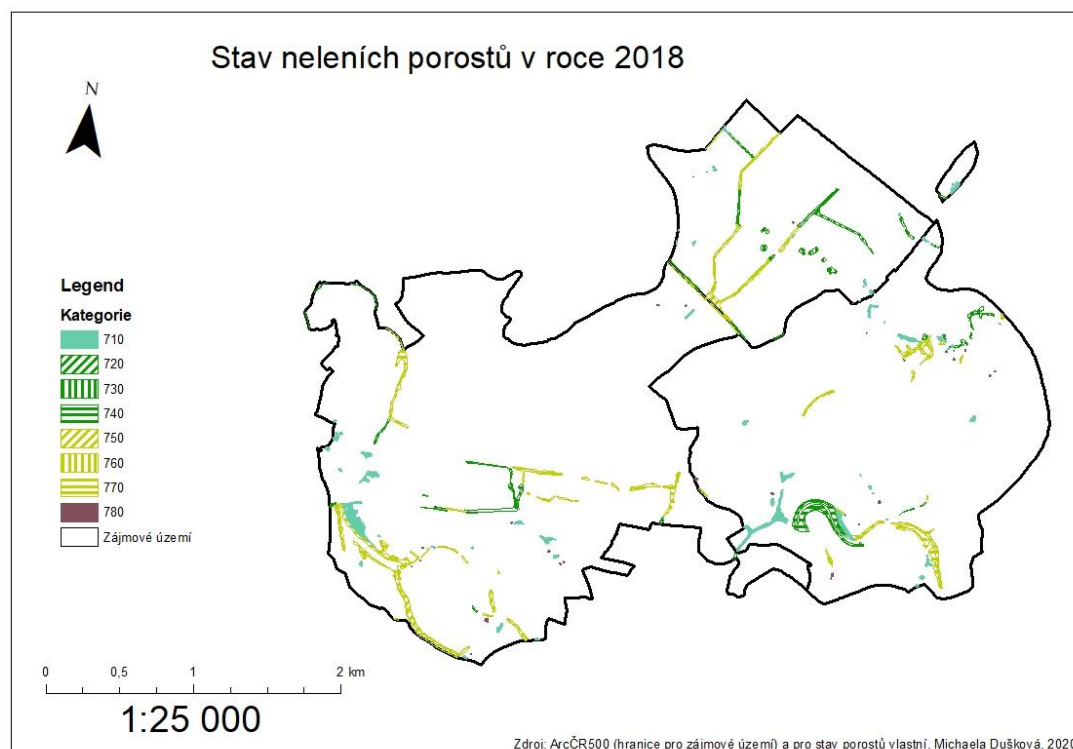 Stav neleních porostů v roce 2018
N
Legend
Kategorie
710
720
730
740
750
760
770
780
Zájmové území
0 0,5 1 2 km
1:25 000
Zdroj: ArcČR500 (hranice pro zájmové území) a pro stav porostů vlastní. Michaela Dušková, 2020